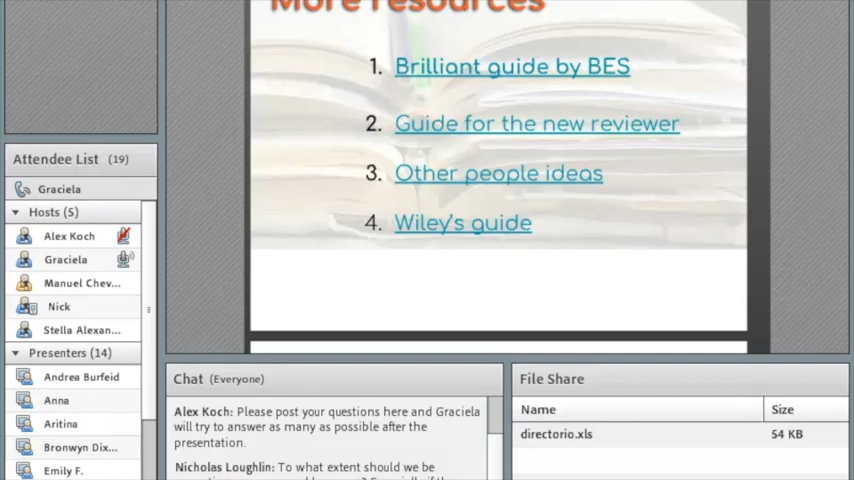 More resources
1. Brilliant guide by BES
2. Guide for the new reviewer
3. Other people ideas
4. Wiley's guide
Attendee List (19)
Graciela
Hosts (5)
Alex Koch
Graciela
Manuel Chev...
Nick
Stella Alexan...
Presenters (14)
Andrea Burfeid
Anna
Aritina
Bronwyn Dix...
Emily F.
Chat (Everyone)
Alex Koch: Please post your questions here and Graciela
will try to answer as many as possible after the
presentation.
Nicholas Loughlin: To what extent should we be
File Share
Name Size
directorio.xls 54 KB